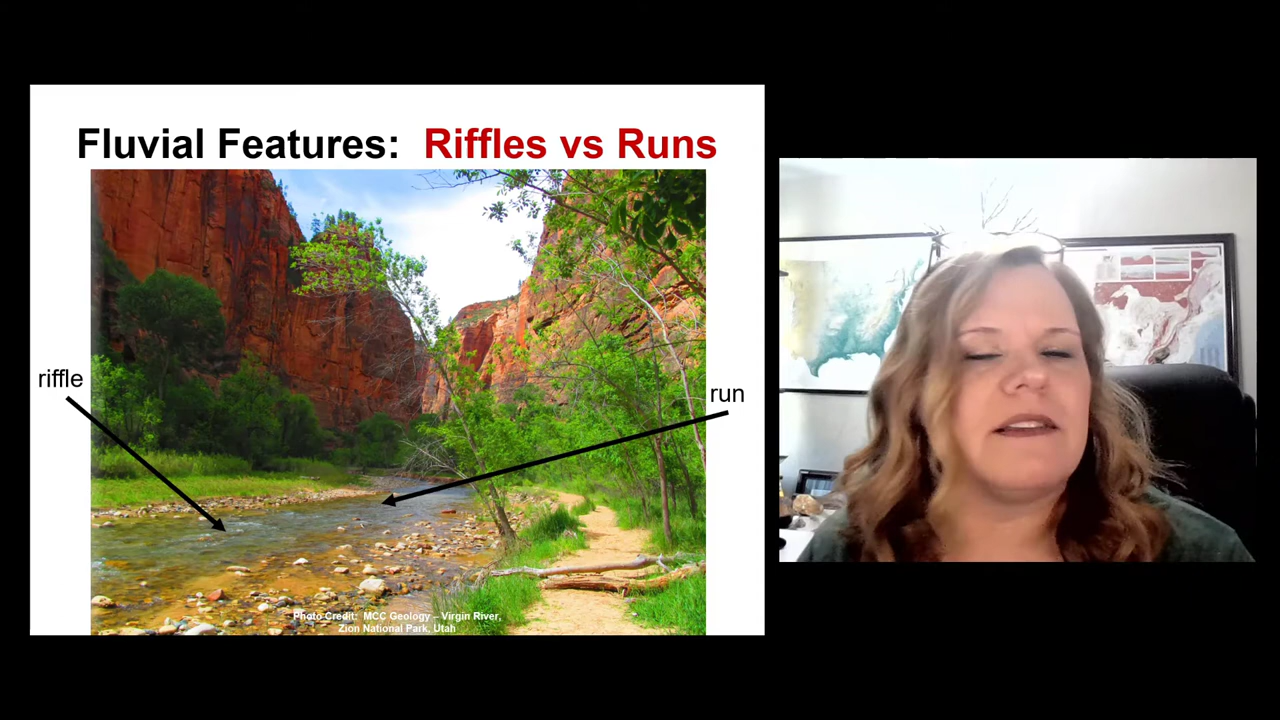 Fluvial Features:  Riffles vs Runs
riffle
run
Photo Credit:  MCC Geology – Virgin River,
Zion National Park, Utah